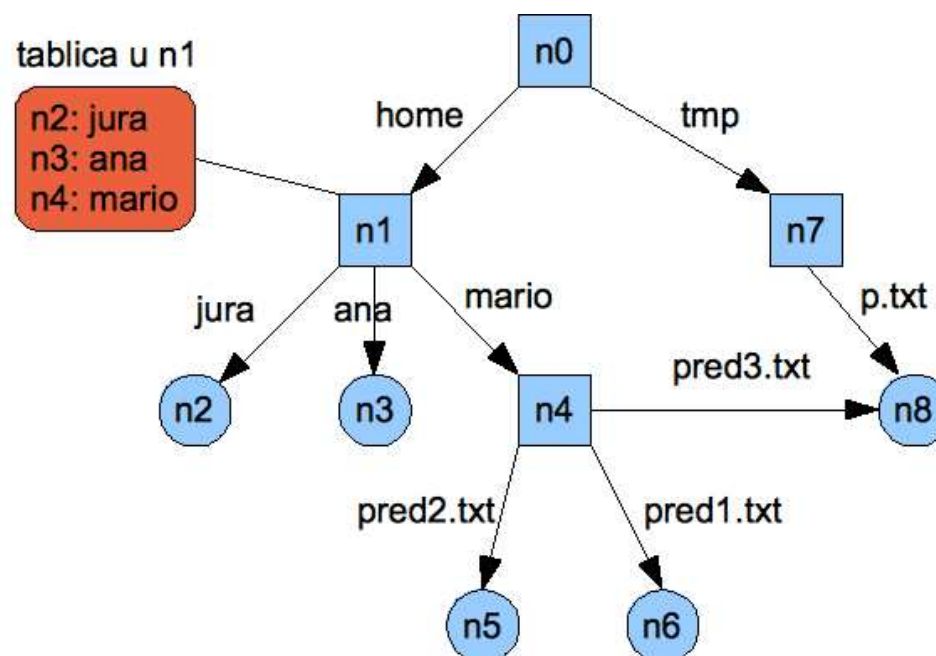 tablica u n1
n2: jura
n3: ana
n4: mario
n0
home
tmp
n1
n7
jura
ana
mario
p.txt
pred3.txt
n2
n3
n4
n8
pred2.txt
pred1.txt
n5
n6